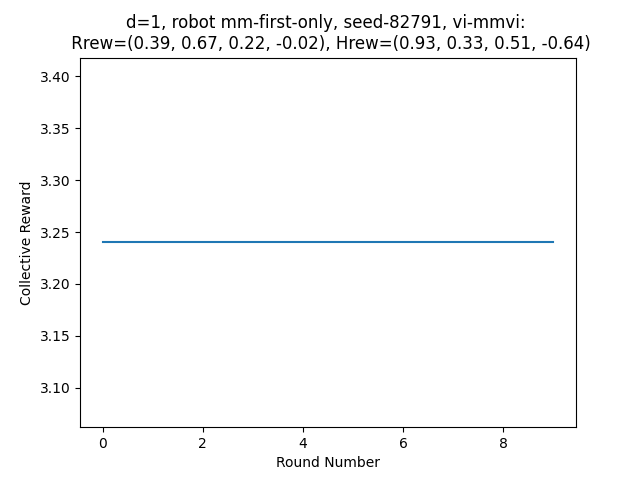 d=1, robot mm-first-only, seed-82791, vi-mmvi:
Rrew=(0.39, 0.67, 0.22, -0.02), Hrew=(0.93, 0.33, 0.51, -0.64)
3.40
3.35
3.30
3.25
3.20
3.15
3.10
Collective Reward
0 2 4 6 8
Round Number